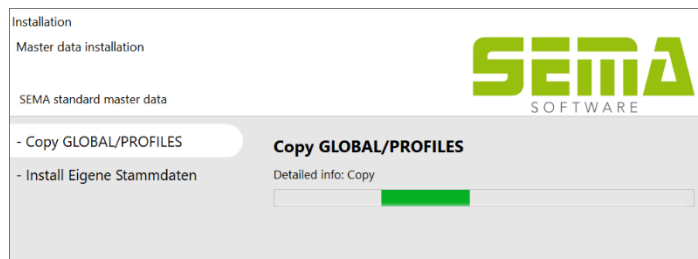 Installation
Master data installation
SEMA standard master data
SEMA
SOFTWARE
- Copy GLOBAL/PROFILES
- Install Eigene Stammdaten
Copy GLOBAL/PROFILES
Detailed info: Copy